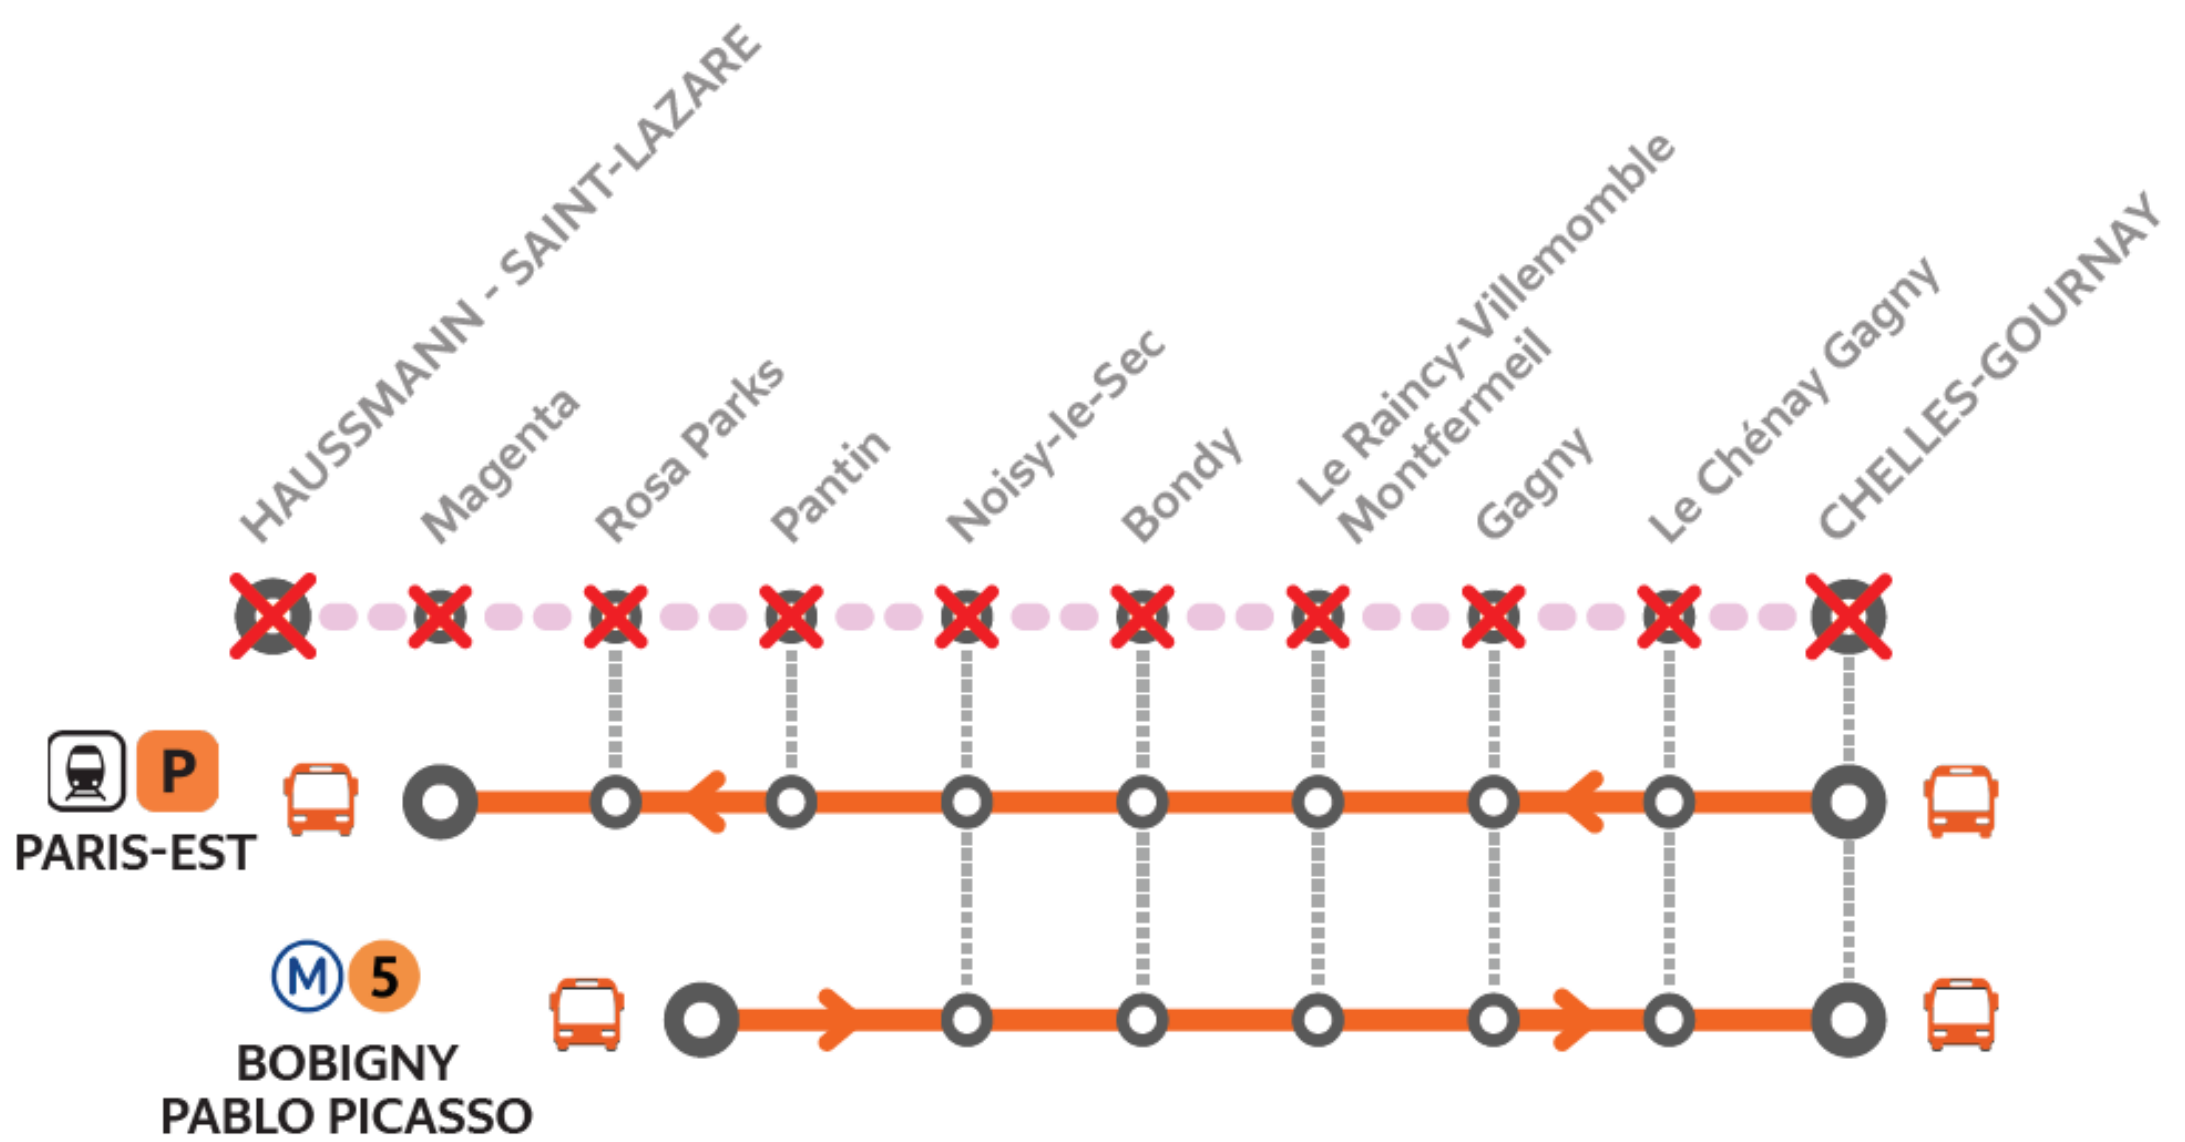 HAUSSMANN - SAINT-LAZARE
Magenta
Rosa Parks
Pantin
Noisy-le-Sec
Bondy
Le Raincy-Villemomble
Montfermeil
Gagny
Le Chénay Gagny
CHELLES-GOURNAY
P
PARIS-EST
M 5
BOBIGNY
PABLO PICASSO